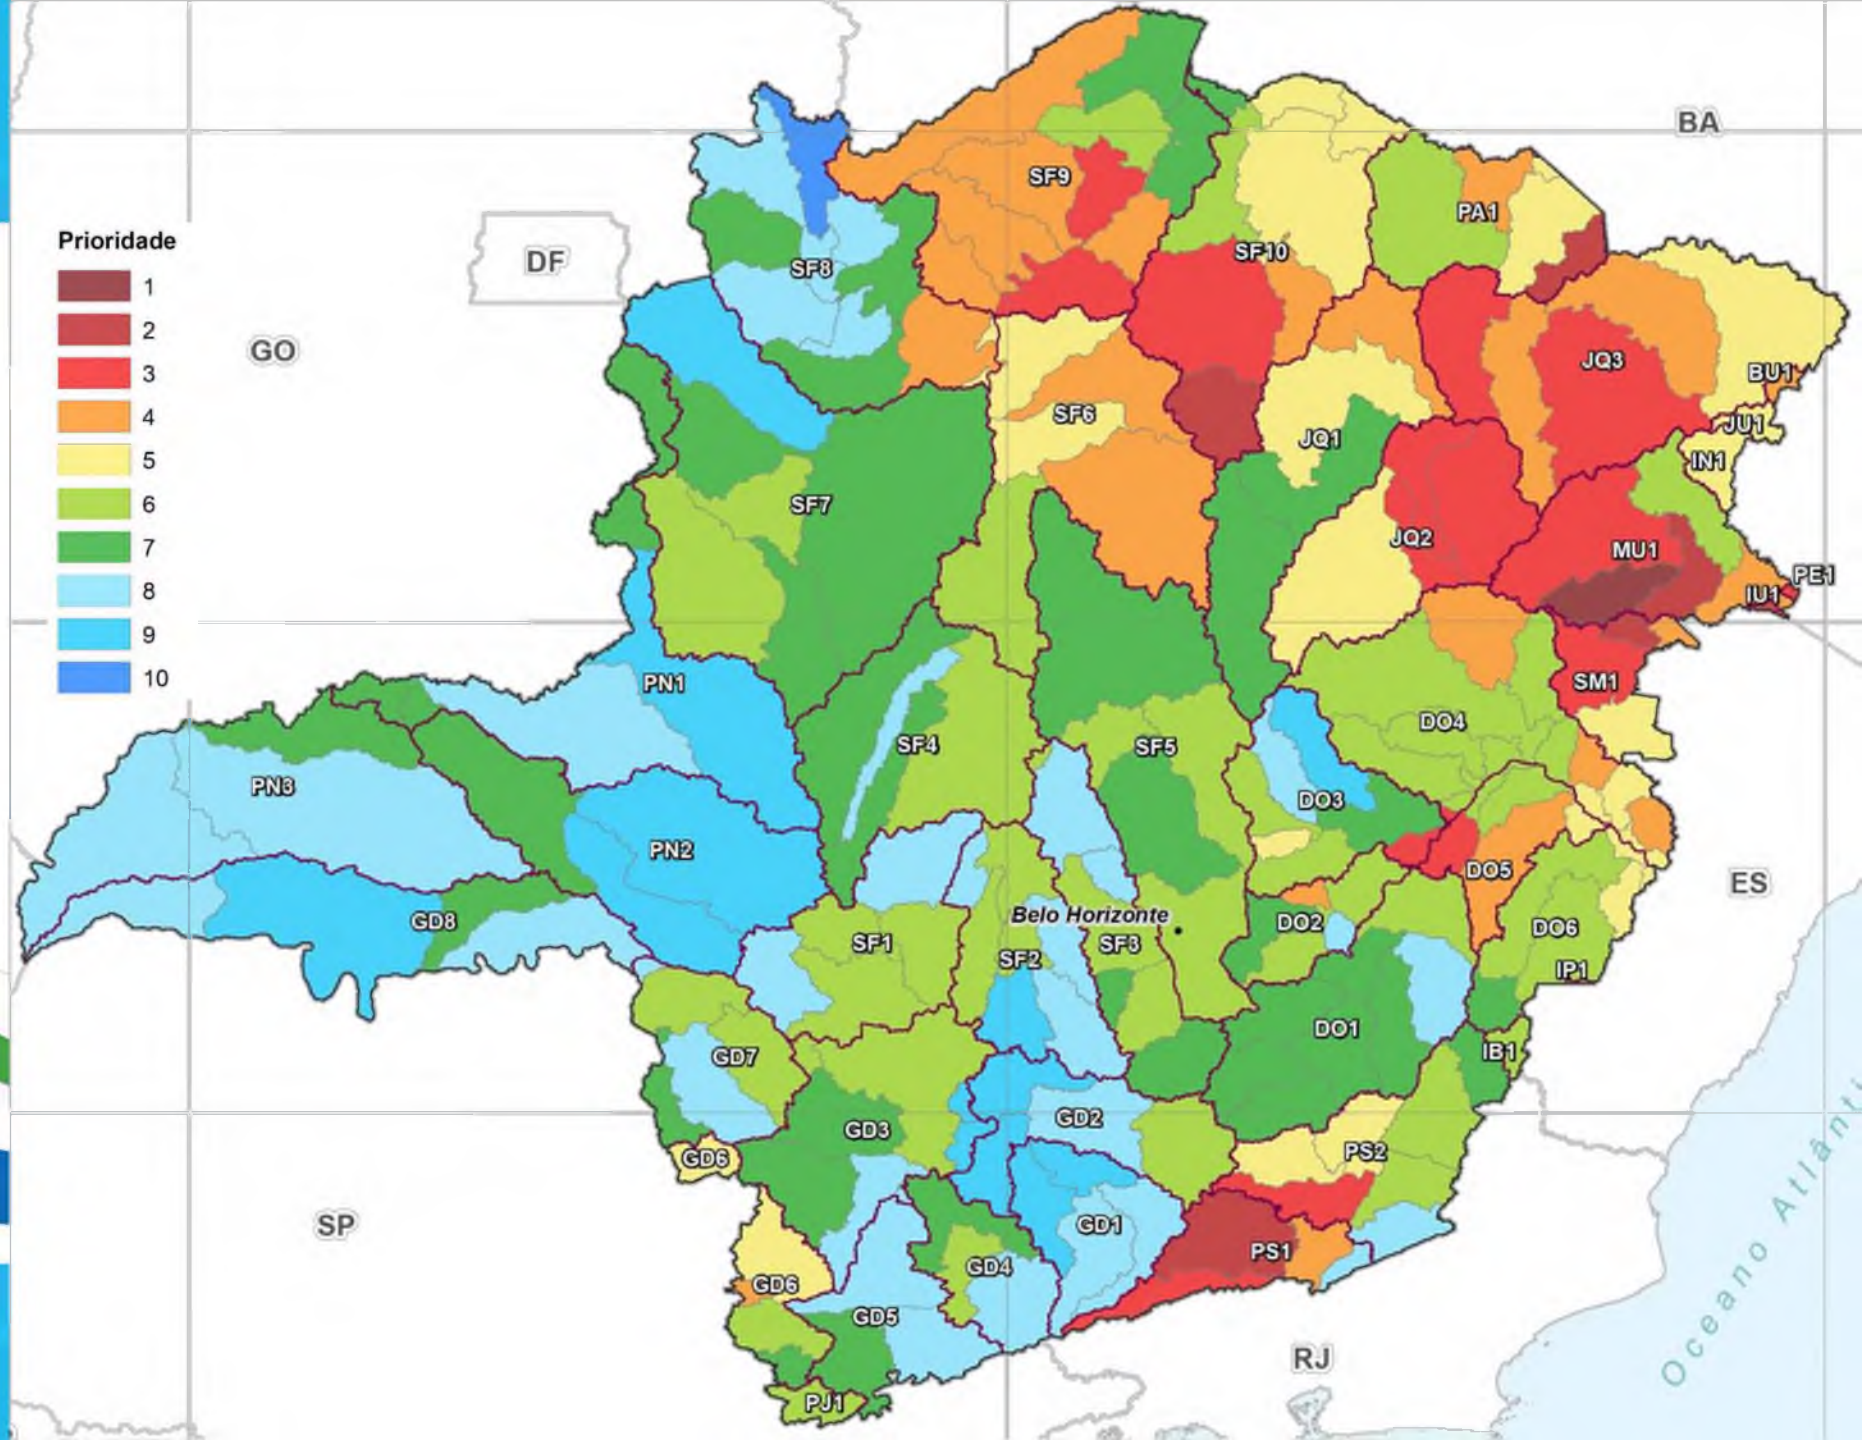 BA
SF9
PA1
Prioridade
SF10
DF
SF8
1
2
GO
3
JQ3
BU1
4
SF6
JU1
JQ1
5
IN1
6
SF7
JQ2
7
MU1
PE1
8
IU1
9
10
PN1
SM1
DO4
SF4
SF5
PN3
DO3
PN2
DO5
ES
Belo Horizonte
GD8
DO2
DO6
SF1
SF3
SF2
IP1
DO1
GD7
IB1
GD2
GD3
PS2
GD6
SP
GD1
PS1
GD4
GD6
GD5
RJ
PJ1
Oceano Atlânti